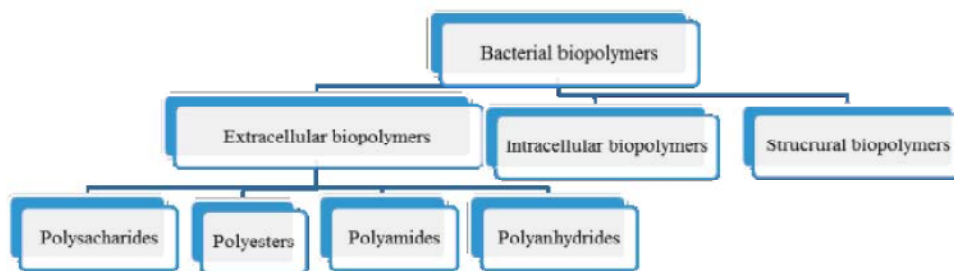 Bacterial biopolymers
Extracellular biopolymers
Intracellular biopolymers
Strucrural biopolymers
Polysacharides
Polyesters
Polyamides
Polyanhydrides